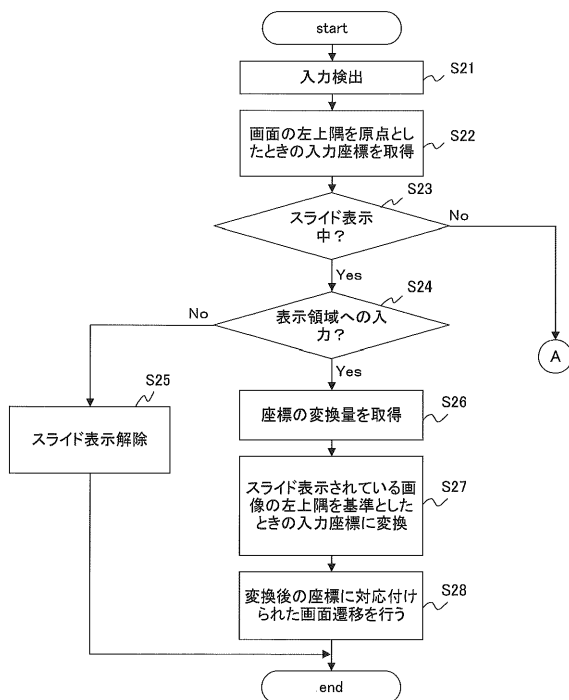 start
入力検出
S21
画面の左上隅を原点とし
たときの入力座標を取得
S22
S23
スライド表示
中？
No
Yes
S24
表示領域への入
力？
No
A
Yes
S25
スライド表示解除
座標の変換量を取得
S26
スライド表示されている画
像の左上隅を基準とした
ときの入力座標に変換
S27
変換後の座標に対応付け
られた画面遷移を行う
S28
end